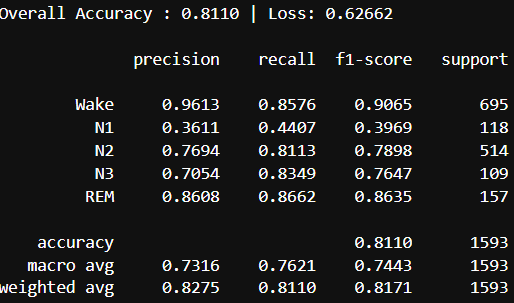 Overall Accuracy : 0.8110 | Loss: 0.62662
precision recall f1-score support
Wake 0.9613 0.8576 0.9065 695
N1 0.3611 0.4407 0.3969 118
N2 0.7694 0.8113 0.7898 514
N3 0.7054 0.8349 0.7647 109
REM 0.8608 0.8662 0.8635 157
accuracy 0.8110 1593
macro avg 0.7316 0.7621 0.7443 1593
weighted avg 0.8275 0.8110 0.8171 1593